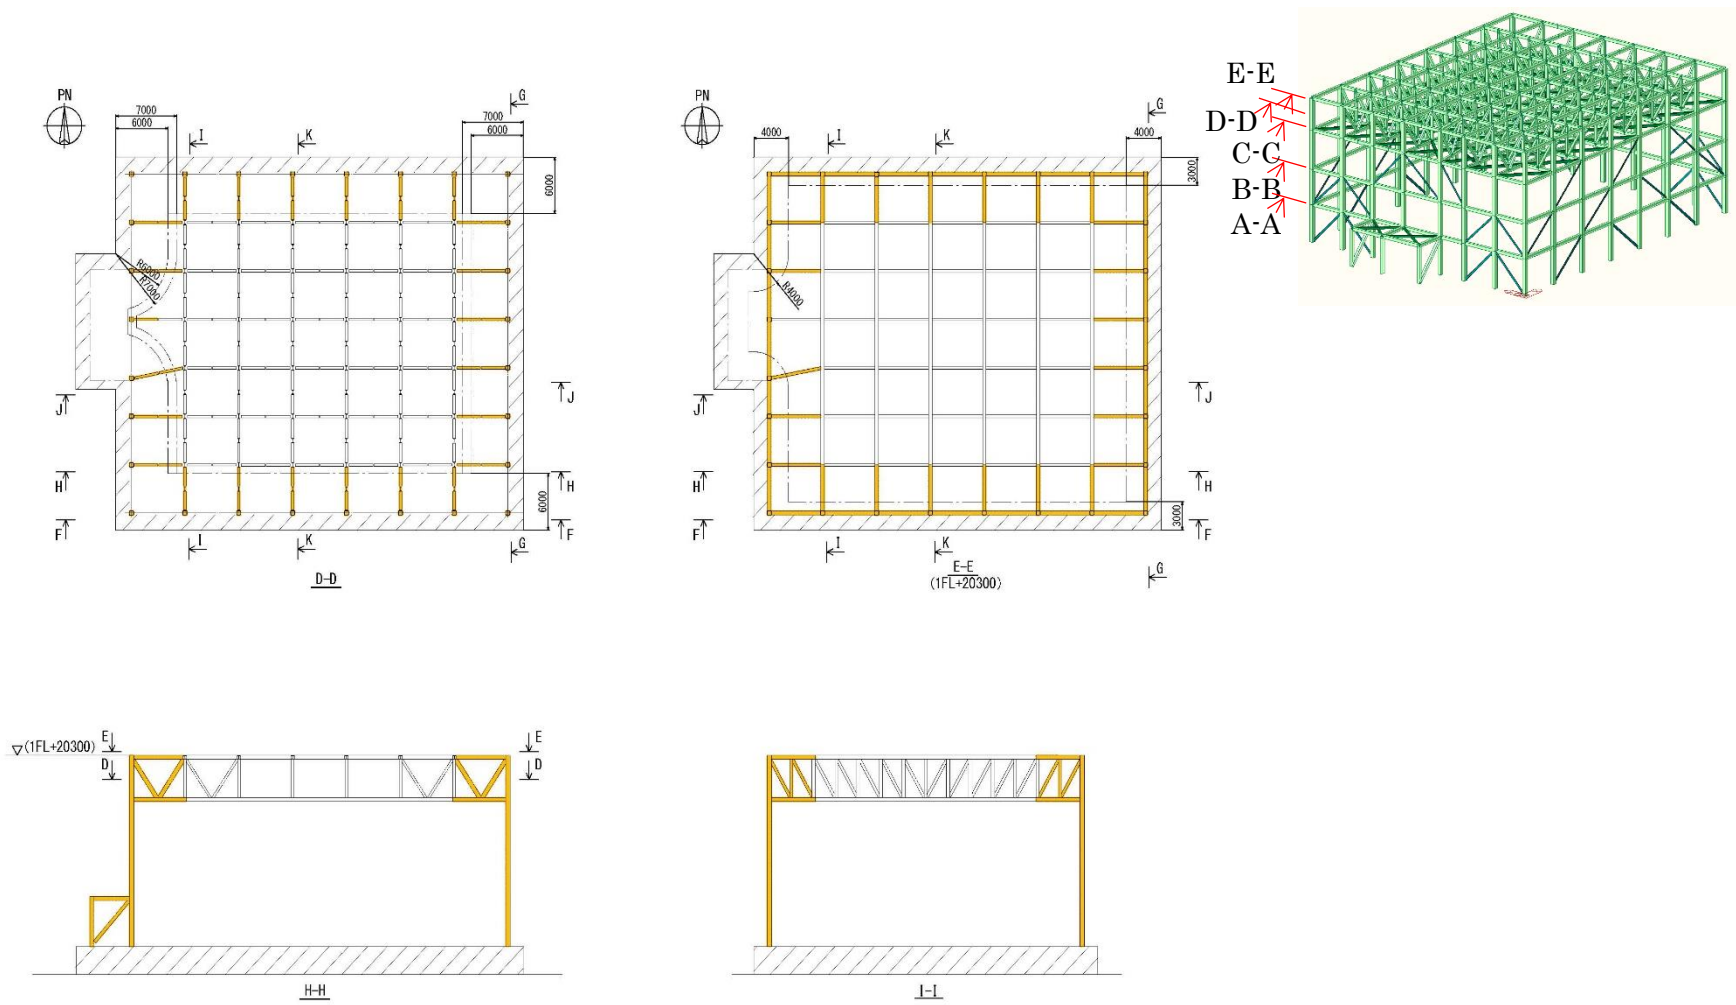 PN
7000
6000
I
K
G
7000
6000
6000
R6000
R7000
J
J
H
H
6000
F
F
I
K
G
D-D
PN
4000
I
K
G
4000
3000
R4000
J
J
H
H
3000
F
F
I
K
G
E-E
(1FL+20300)
E-E
D-D
C-C
B-B
A-A
▽(1FL+20300)
E
E
D
D
H-H
I-I